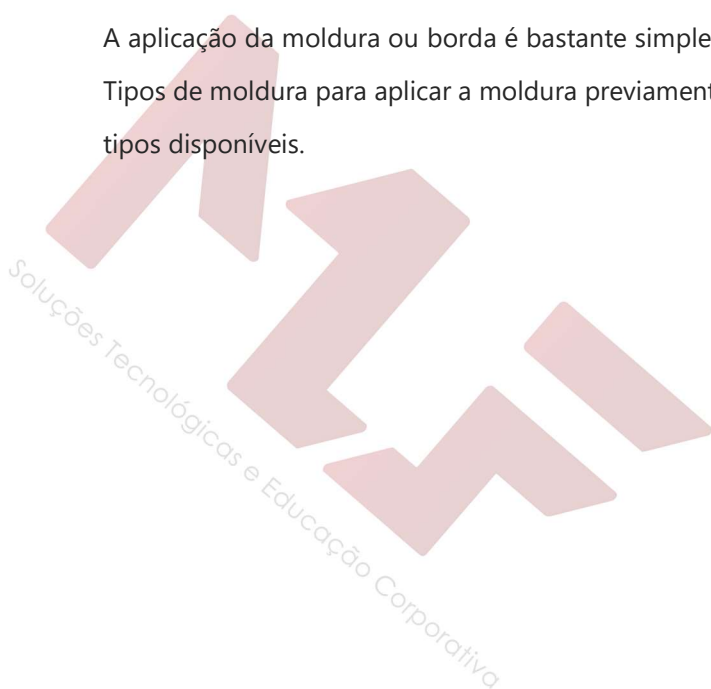 A aplicação da moldura ou borda é bastante simple
Tipos de moldura para aplicar a moldura previament
tipos disponíveis.
Soluções Tecnológicas e Educação Corporativa